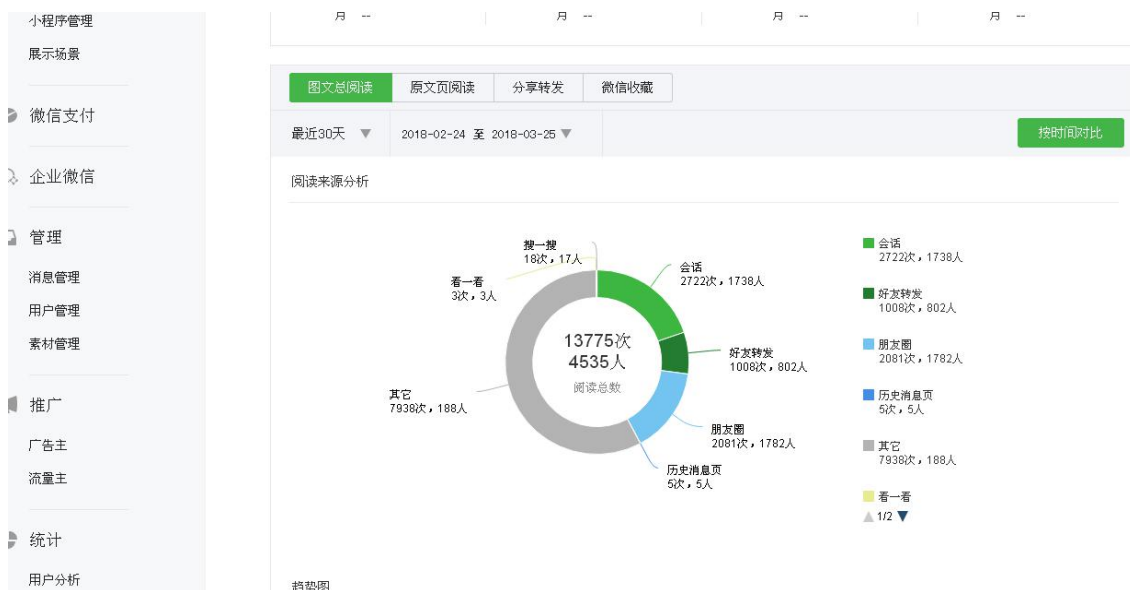 小程序管理
展示场景
微信支付
企业微信
管理
消息管理
用户管理
素材管理
推广
广告主
流量主
统计
用户分析
月 -- 月 -- 月 -- 月 --
图文总阅读 原文页阅读 分享转发 微信收藏
最近30天 2018-02-24 至 2018-03-25 按时间对比
阅读来源分析
搜一搜
18次，17人
看一看
3次，3人
会话
2722次，1738人
好友转发
1008次，802人
13775次
4535人
阅读总数
其它
7938次，188人
朋友圈
2081次，1782人
历史消息页
5次，5人
会话
2722次，1738人
好友转发
1008次，802人
朋友圈
2081次，1782人
历史消息页
5次，5人
其它
7938次，188人
看一看
1/2
趋势图